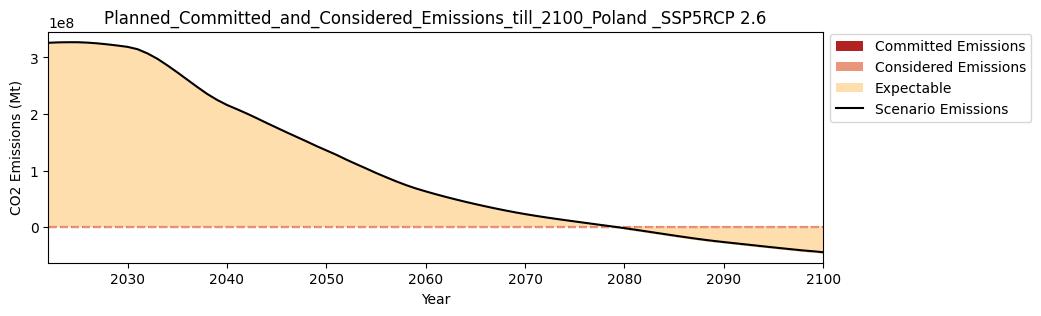 Planned_Committed_and_Considered_Emissions_till_2100_Poland _SSP5RCP 2.6
1e8
3
2
1
0
CO2 Emissions (Mt)
2030 2040 2050 2060 2070 2080 2090 2100
Year
Committed Emissions
Considered Emissions
Expectable
Scenario Emissions